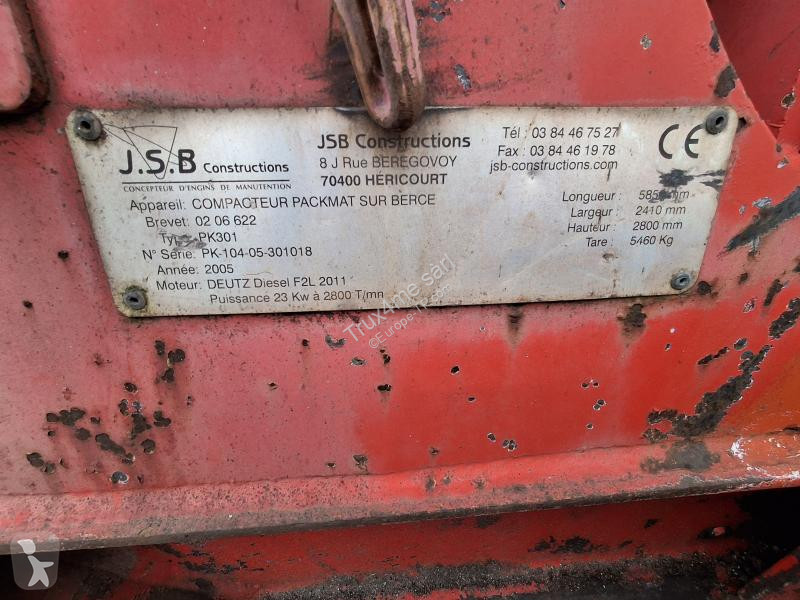 J.S.B Constructions
CONCEPTEUR D'ENGINS DE MANUTENTION
JSB Constructions
8 J Rue BEREGOVOY
70400 HÉRICOURT
Tél : 03 84 46 75 27
Fax : 03 84 46 19 78
jsb-constructions.com
CE
Appareil: COMPACTEUR PACKMAT SUR BERCE
Brevet: 02 06 622
PK301
N° Série: PK-104-05-301018
Année: 2005
Moteur: DEUTZ Diesel F2L 2011
Puissance 23 Kw à 2800 T/mn
Longueur : mm
Largeur : 2410 mm
Hauteur : 2800 mm
Tare : 5460 Kg
Trux4me sarl